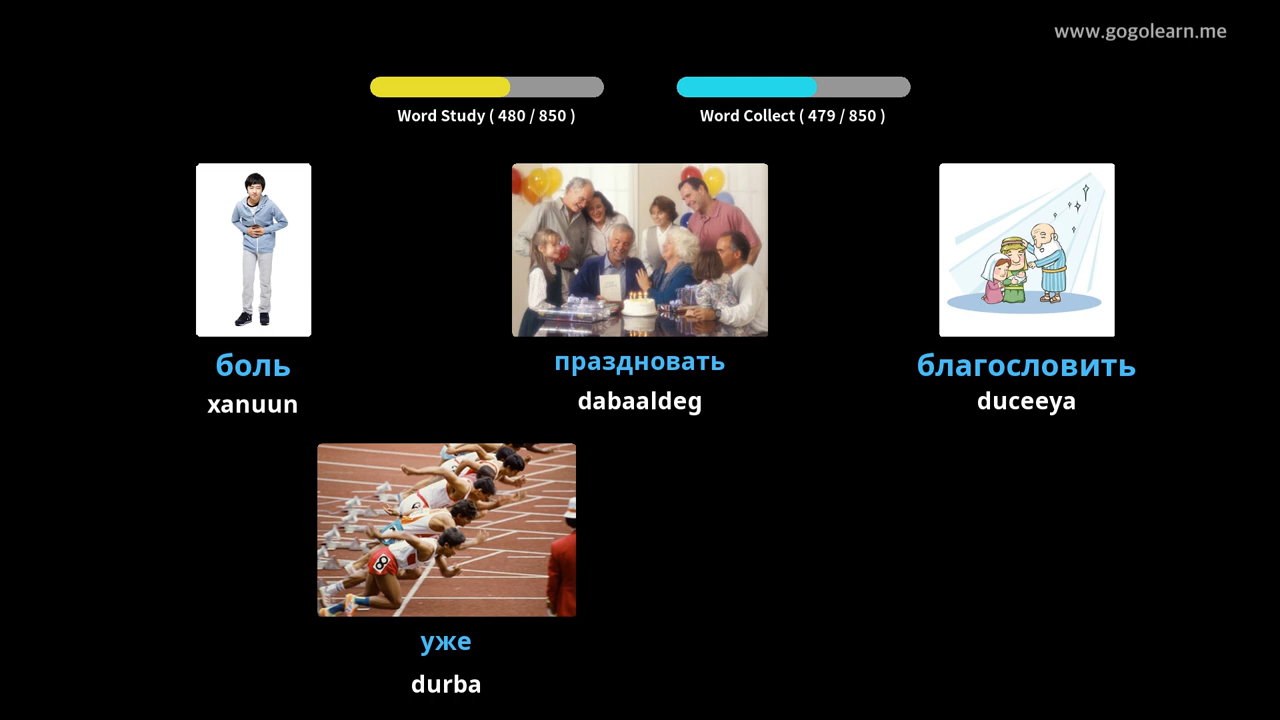 www.gogolearn.me
Word Study ( 480 / 850 )
Word Collect ( 479 / 850 )
боль
xanuun
праздновать
dabaaldeg
благословить
duceeya
8
уже
durba